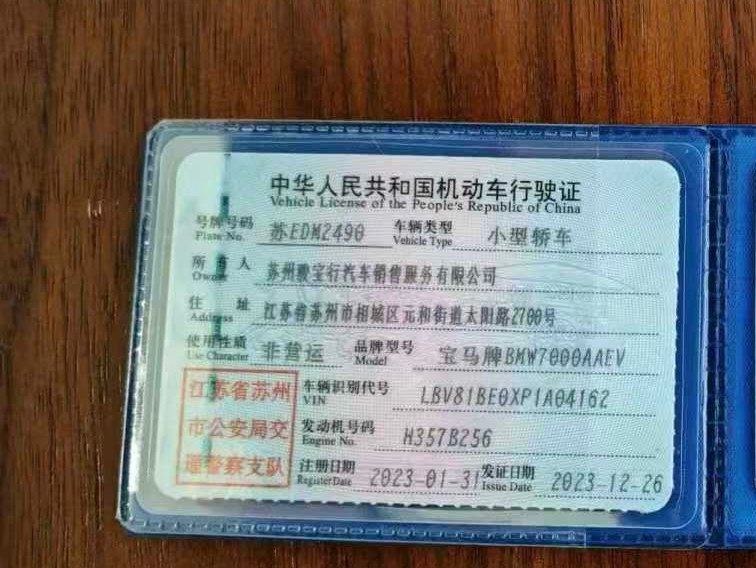 中华人民共和国机动车行驶证
Vehicle License of the People's Republic of China
号牌号码 苏EDM2490 车辆类型 小型轿车
Plate No. Vehicle Type
所有人 苏州骏宝行汽车销售服务有限公司
Owner
住址 江苏省苏州市相城区元和街道太阳路2700号
Address
使用性质 非营运 品牌型号 宝马牌BMW7000AAEV
Use Character Model
江苏省苏州 车辆识别代号 LBV81BE0XP1A04162
VIN
市公安局交 发动机号码 H357B256
Engine No.
通警察支队 注册日期 2023-01-31 发证日期 2023-12-26
Register Date Issue Date